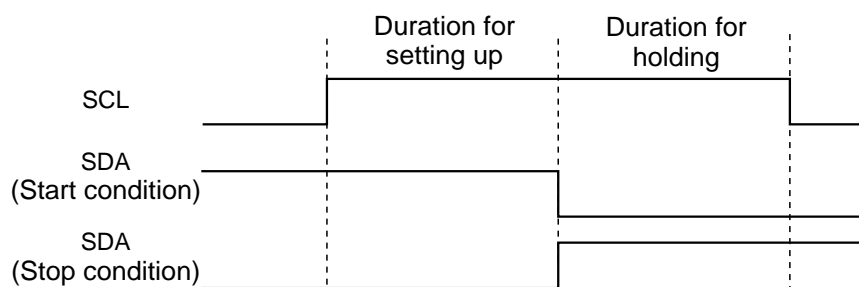 Duration for
setting up
Duration for
holding
SCL
SDA
(Start condition)
SDA
(Stop condition)